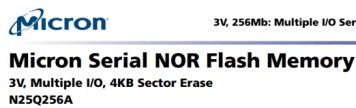 Micron
3V, 256Mb: Multiple I/O Ser
Micron Serial NOR Flash Memory
3V, Multiple I/O, 4KB Sector Erase
N25Q256A